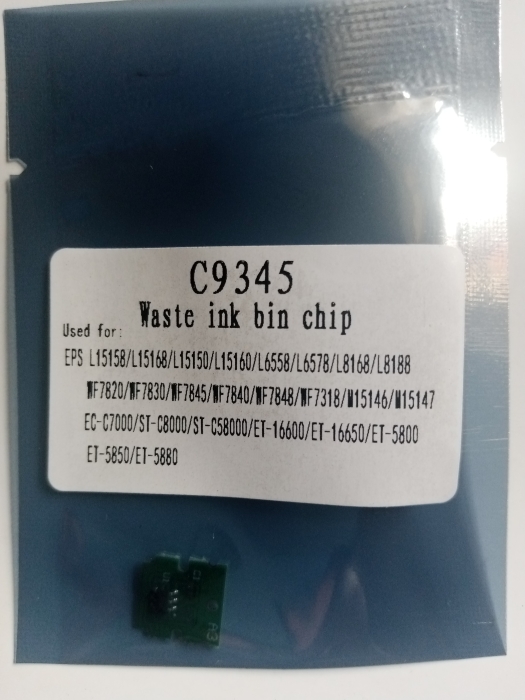 C9345
Waste ink bin chip
Used for:
EPS L15158/L15168/L15150/L15160/L6558/L6578/L8168/L8188
WF7820/WF7830/WF7845/WF7840/WF7848/WF7318/M15146/M15147
EC-C7000/ST-C8000/ST-C58000/ET-16600/ET-16650/ET-5800
ET-5850/ET-5880
A3